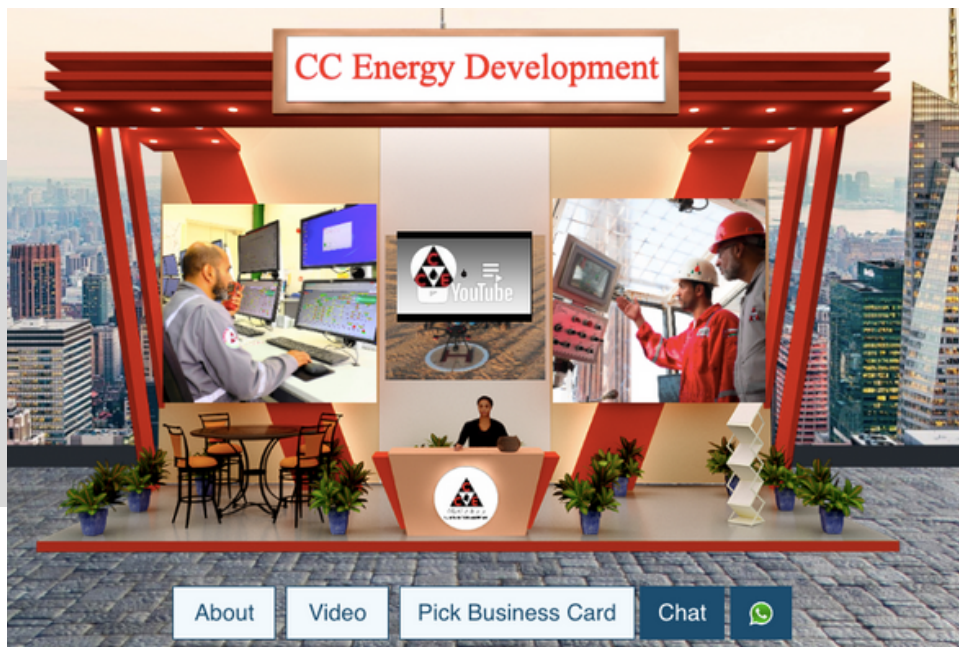 CC Energy Development
C
C E
YouTube
C
C E
About
Video
Pick Business Card
Chat